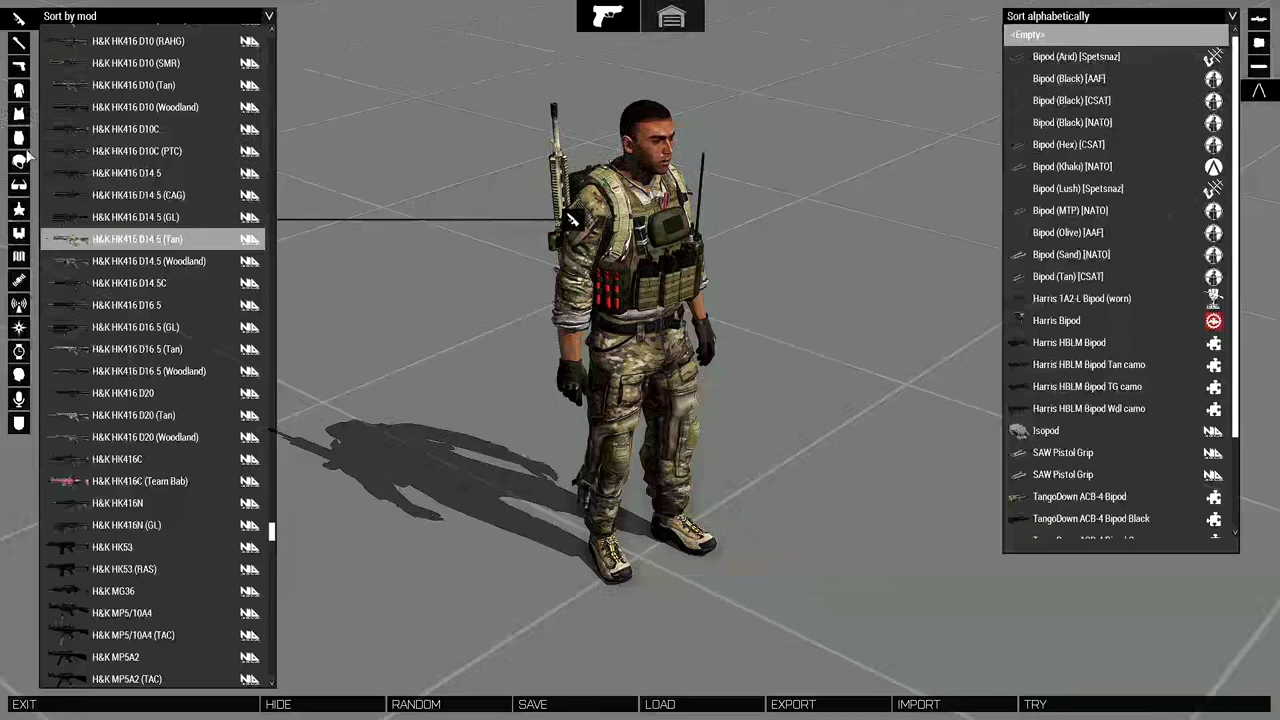 Sort by mod
H&K HK416 D10 (RAHG)
H&K HK416 D10 (SMR)
H&K HK416 D10 (Tan)
H&K HK416 D10 (Woodland)
H&K HK416 D10C
H&K HK416 D10C (PTC)
H&K HK416 D14.5
H&K HK416 D14.5 (CAG)
H&K HK416 D14.5 (GL)
H&K HK416 D14.5 (Tan)
H&K HK416 D14.5 (Woodland)
H&K HK416 D14.5C
H&K HK416 D16.5
H&K HK416 D16.5 (GL)
H&K HK416 D16.5 (Tan)
H&K HK416 D16.5 (Woodland)
H&K HK416 D20
H&K HK416 D20 (Tan)
H&K HK416 D20 (Woodland)
H&K HK416C
H&K HK416C (Team Bab)
H&K HK416N
H&K HK416N (GL)
H&K HK53
H&K HK53 (RAS)
H&K MG36
H&K MP5/10A4
H&K MP5/10A4 (TAC)
H&K MP5A2
H&K MP5A2 (TAC)
Sort alphabetically
<Empty>
Bipod (Arid) [Spetsnaz]
Bipod (Black) [AAF]
Bipod (Black) [CSAT]
Bipod (Black) [NATO]
Bipod (Hex) [CSAT]
Bipod (Khaki) [NATO]
Bipod (Lush) [Spetsnaz]
Bipod (MTP) [NATO]
Bipod (Olive) [AAF]
Bipod (Sand) [NATO]
Bipod (Tan) [CSAT]
Harris 1A2-L Bipod (worn)
Harris Bipod
Harris HBLM Bipod
Harris HBLM Bipod Tan camo
Harris HBLM Bipod TG camo
Harris HBLM Bipod Wdl camo
Isopod
SAW Pistol Grip
SAW Pistol Grip
TangoDown ACB-4 Bipod
TangoDown ACB-4 Bipod Black
EXIT HIDE RANDOM SAVE LOAD EXPORT IMPORT TRY